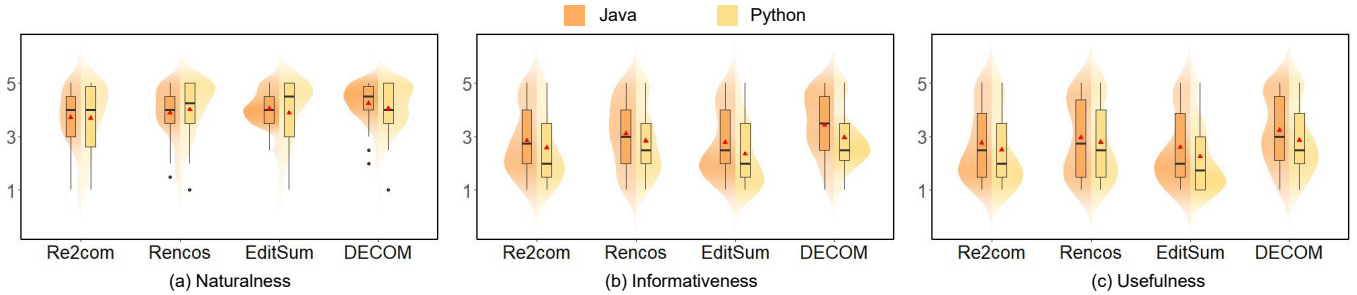 Java Python
5
3
1
Re2com Rencos EditSum DECOM
(a) Naturalness
5
3
1
Re2com Rencos EditSum DECOM
(b) Informativeness
5
3
1
Re2com Rencos EditSum DECOM
(c) Usefulness